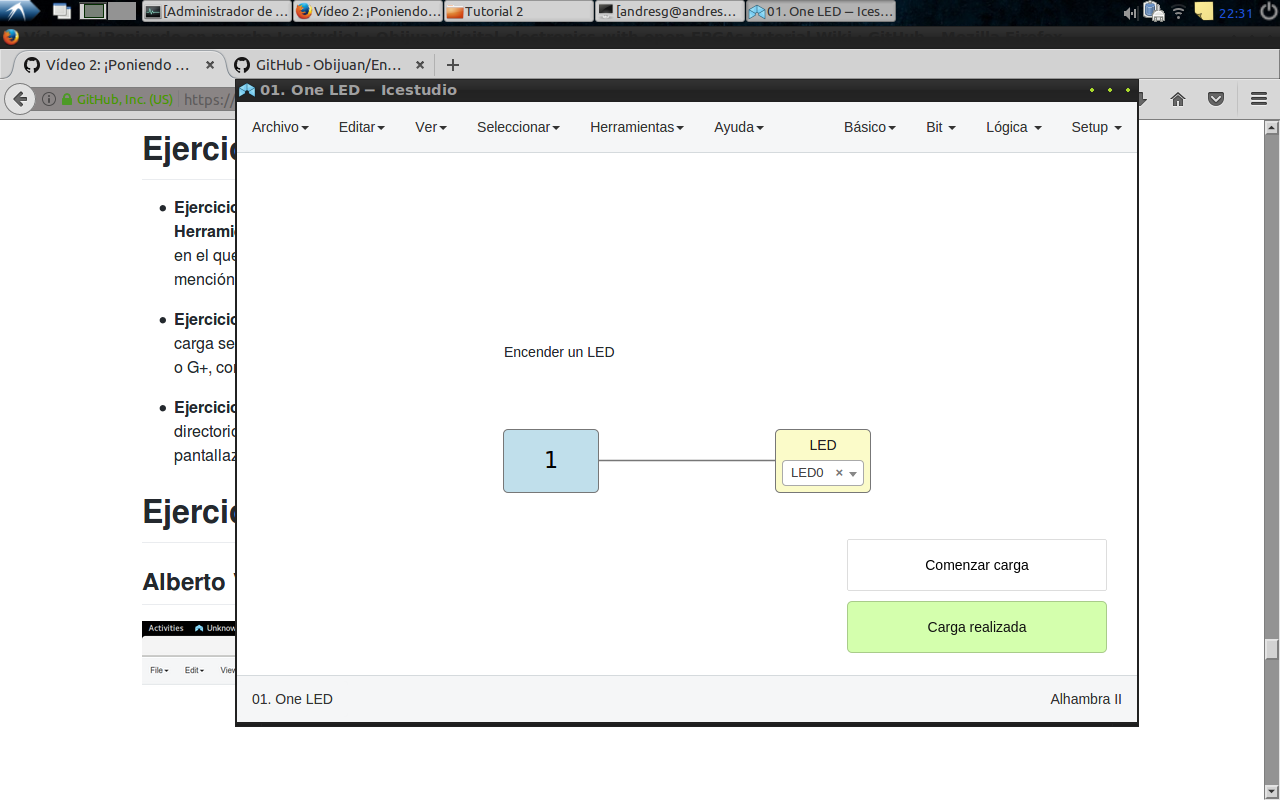 [Administrador de ...
Vídeo 2: ¡Poniendo...
Tutorial 2
[andresg@andres...
01. One LED – Ices...
22:31
Vídeo 2: ¡Poniendo ...
×
GitHub - Obijuan/En...
×
+
GitHub, Inc. (US)
https:/
01. One LED – Icestudio
Archivo
Editar
Ver
Seleccionar
Herramientas
Ayuda
Básico
Bit
Lógica
Setup
Ejercic
Ejercicio
Herrami
en el que
mención
Ejercicio
carga se
o G+, cor
Ejercicio
directorio
pantallaz
Ejercic
Alberto
Activities
Unknow
File
Edit
View
Encender un LED
1
LED
LED0 ×
Comenzar carga
Carga realizada
01. One LED
Alhambra II